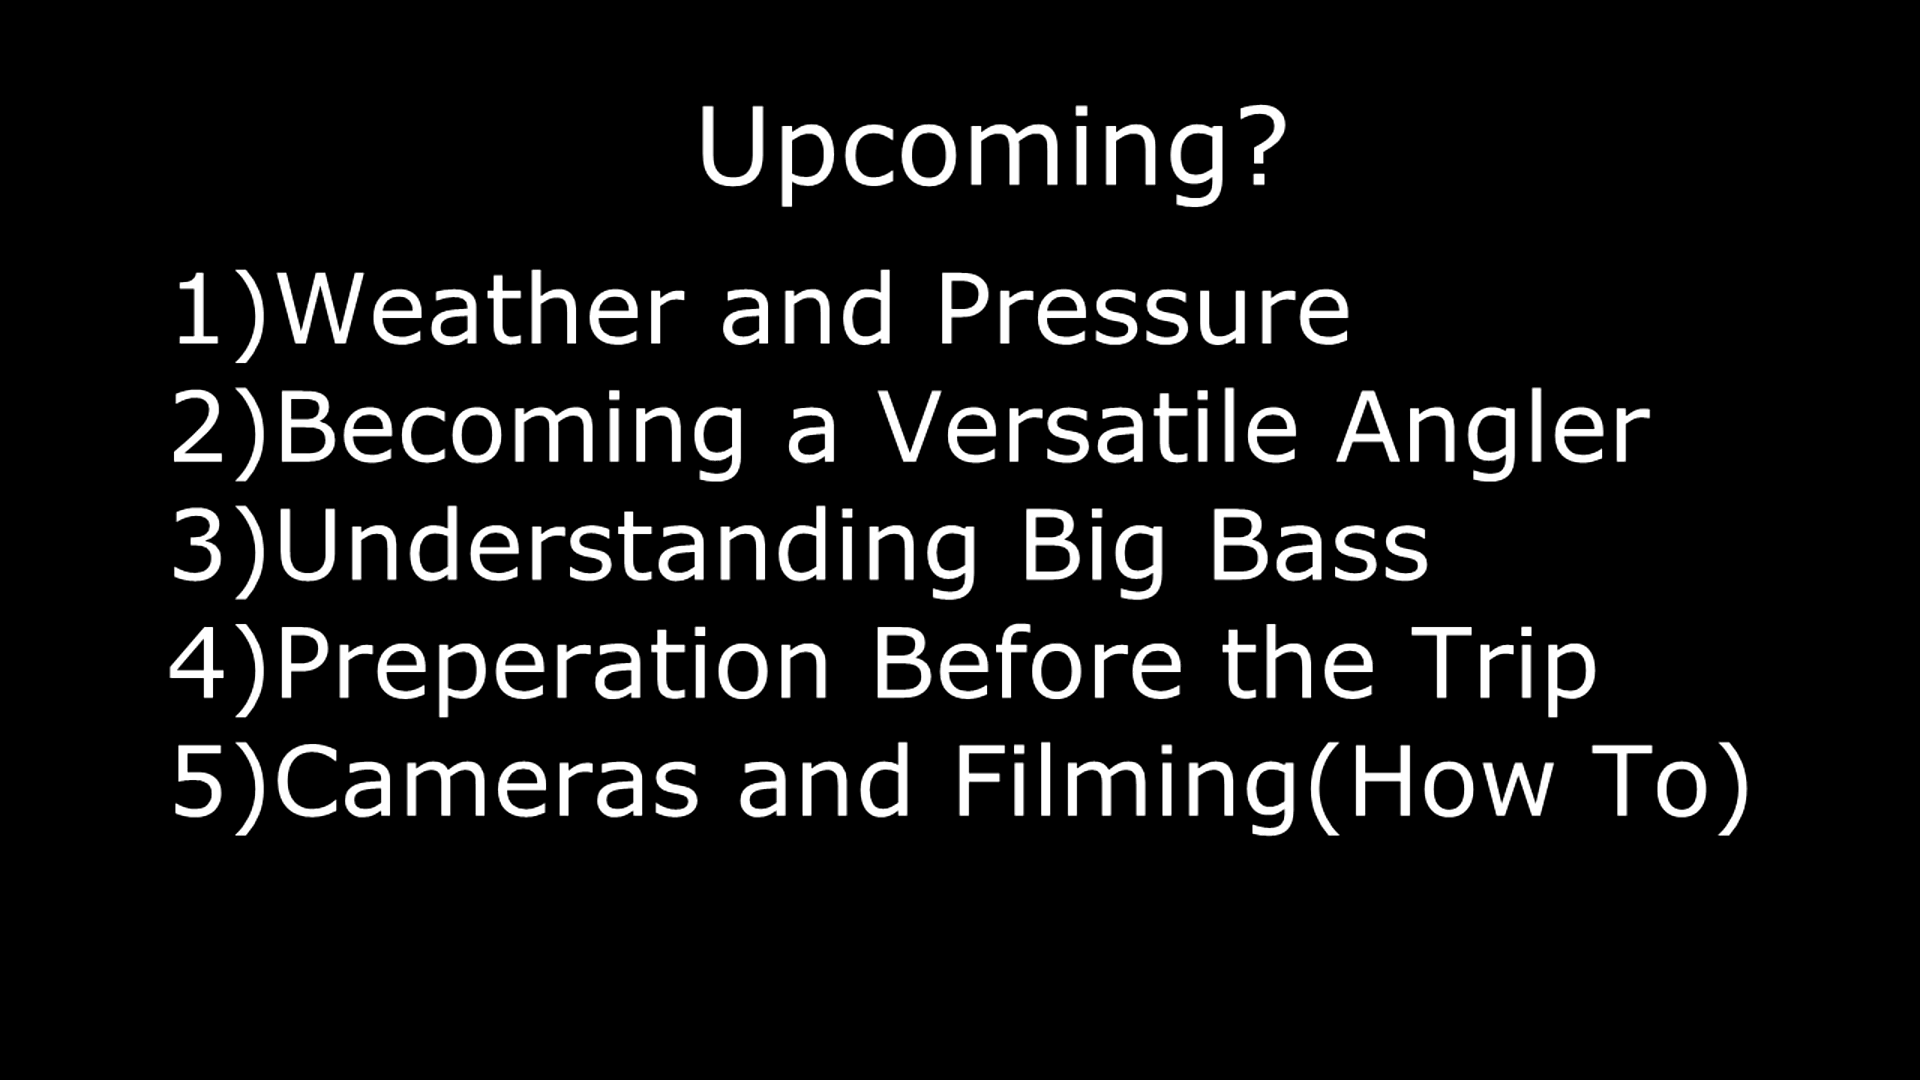 Upcoming?
1)Weather and Pressure
2)Becoming a Versatile Angler
3)Understanding Big Bass
4)Preperation Before the Trip
5)Cameras and Filming(How To)